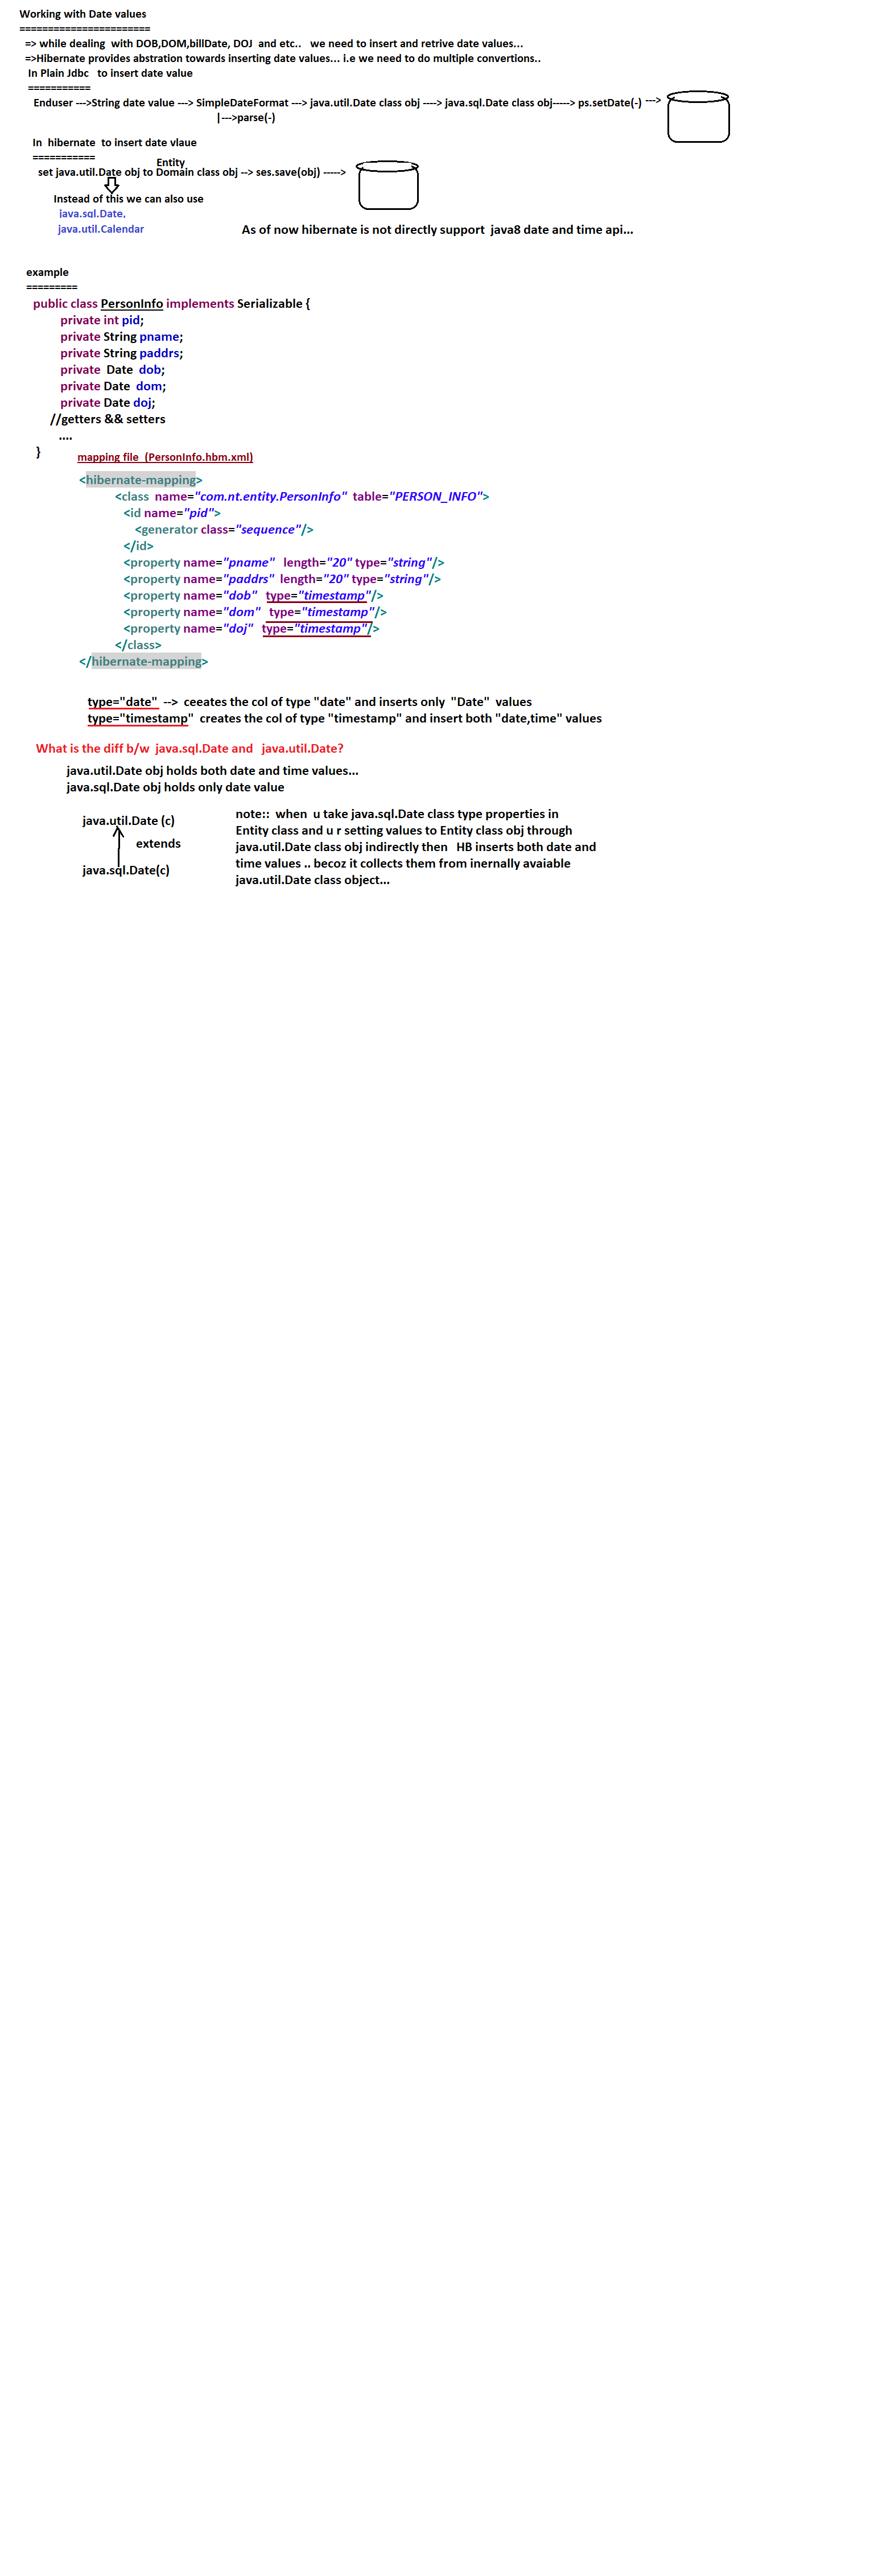 Working with Date values
=======================
=> while dealing  with DOB,DOM,billDate, DOJ  and etc..   we need to insert and retrive date values...
=>Hibernate provides abstration towards inserting date values... i.e we need to do multiple convertions..
In Plain Jdbc   to insert date value
===========
Enduser --->String date value ---> SimpleDateFormat ---> java.util.Date class obj ----> java.sql.Date class obj-----> ps.setDate(-) --->
|--->parse(-)
In  hibernate  to insert date vlaue
===========
Entity
set java.util.Date obj to Domain class obj --> ses.save(obj) ----->
Instead of this we can also use
java.sql.Date,
java.util.Calendar
As of now hibernate is not directly support  java8 date and time api...
example
=========
public class PersonInfo implements Serializable {
private int pid;
private String pname;
private String paddrs;
private  Date  dob;
private Date  dom;
private Date doj;
//getters && setters
....
}
mapping file  (PersonInfo.hbm.xml)
<hibernate-mapping>
<class  name="com.nt.entity.PersonInfo"  table="PERSON_INFO">
<id name="pid">
<generator class="sequence"/>
</id>
<property name="pname"   length="20" type="string"/>
<property name="paddrs"  length="20" type="string"/>
<property name="dob"   type="timestamp"/>
<property name="dom"   type="timestamp"/>
<property name="doj"   type="timestamp"/>
</class>
</hibernate-mapping>
type="date"  -->  ceeates the col of type "date" and inserts only  "Date"  values
type="timestamp"  creates the col of type "timestamp" and insert both "date,time" values
What is the diff b/w  java.sql.Date and   java.util.Date?
java.util.Date obj holds both date and time values...
java.sql.Date obj holds only date value
java.util.Date (c)
extends
java.sql.Date(c)
note::  when  u take java.sql.Date class type properties in
Entity class and u r setting values to Entity class obj through
java.util.Date class obj indirectly then   HB inserts both date and
time values .. becoz it collects them from inernally avaiable
java.util.Date class object...